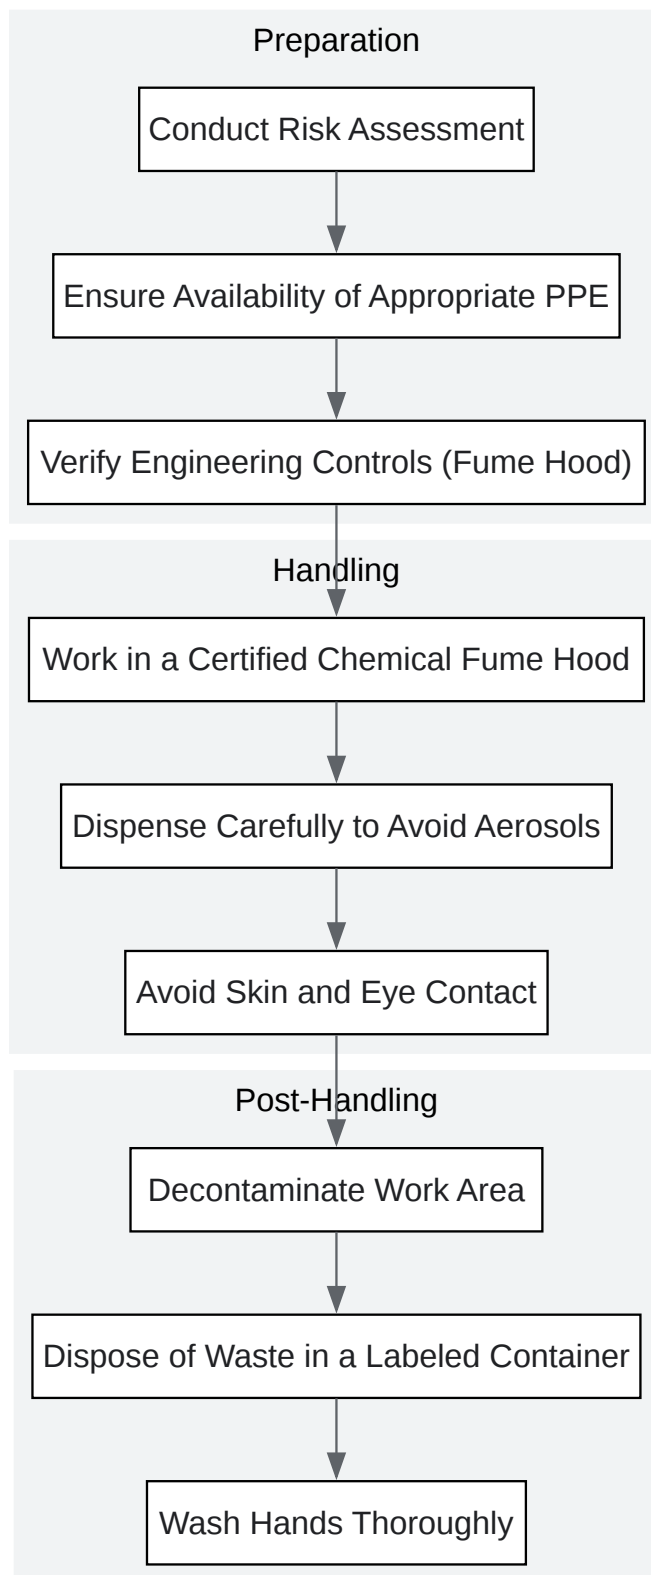 Preparation
Conduct Risk Assessment
Ensure Availability of Appropriate PPE
Verify Engineering Controls (Fume Hood)
Handling
Work in a Certified Chemical Fume Hood
Dispense Carefully to Avoid Aerosols
Avoid Skin and Eye Contact
Post-Handling
Decontaminate Work Area
Dispose of Waste in a Labeled Container
Wash Hands Thoroughly